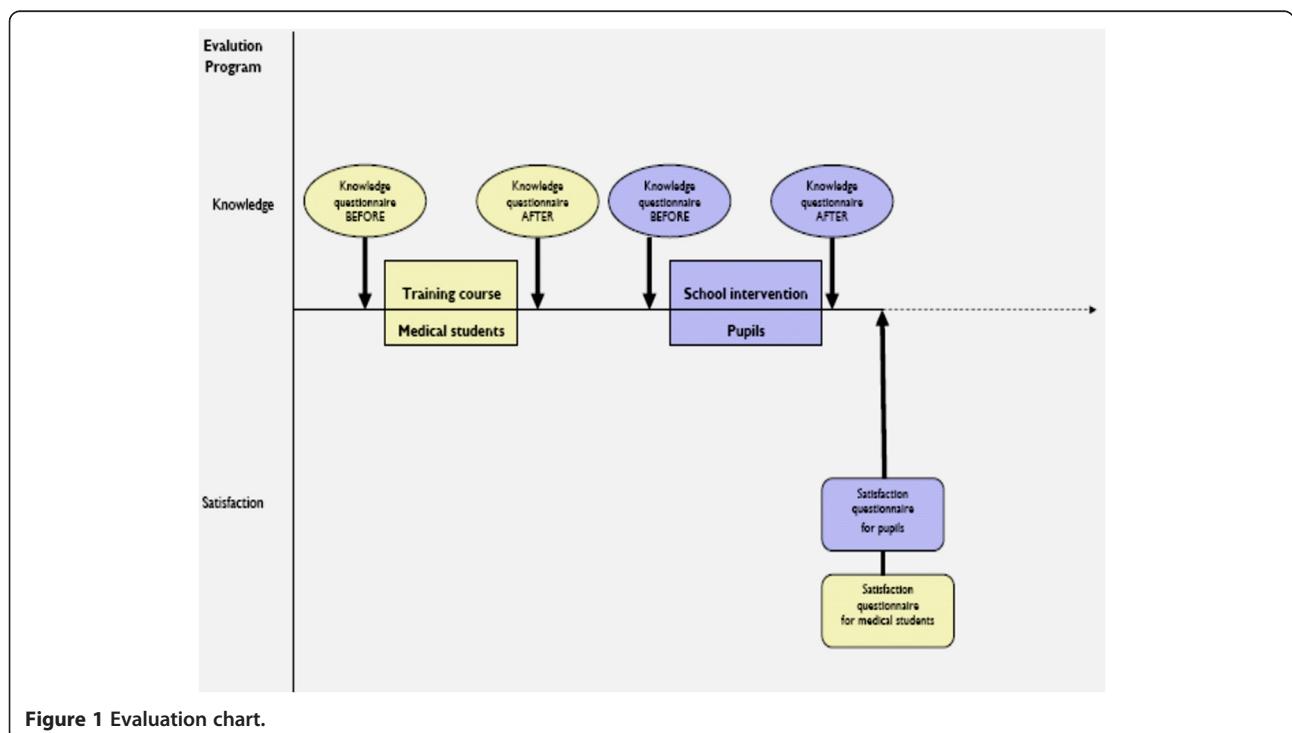 Evalution
Program
Knowledge
Knowledge
questionnaire
BEFORE
Knowledge
questionnaire
AFTER
Knowledge
questionnaire
BEFORE
Knowledge
questionnaire
AFTER
Training course
Medical students
School intervention
Pupils
Satisfaction
Satisfaction
questionnaire
for pupils
Satisfaction
questionnaire
for medical students
Figure 1 Evaluation chart.